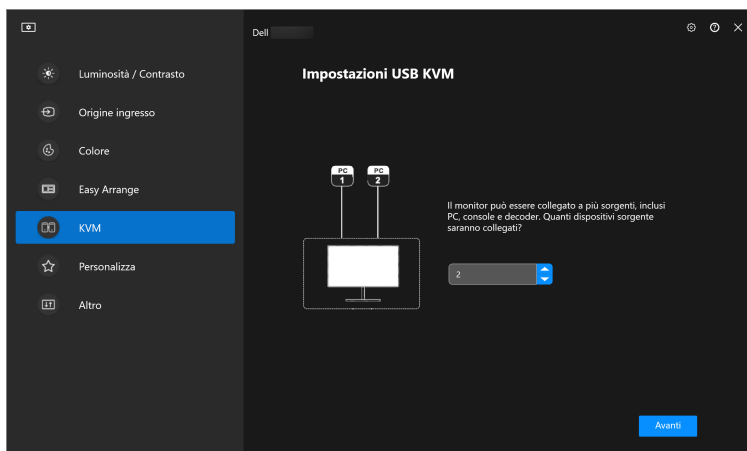 Dell
Luminosità / Contrasto
Origine ingresso
Colore
Easy Arrange
KVM
Personalizza
Altro
Impostazioni USB KVM
PC
1
PC
2
Il monitor può essere collegato a più sorgenti, inclusi
PC, console e decoder. Quanti dispositivi sorgente
saranno collegati?
2
Avanti